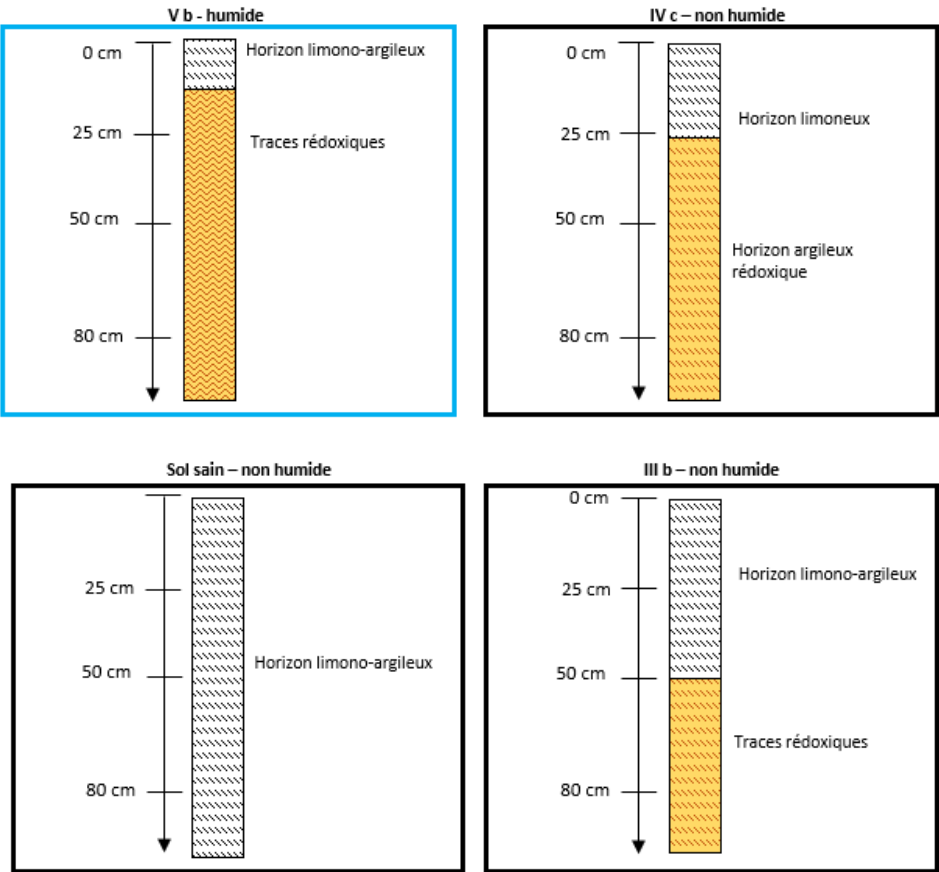 V b - humide
0 cm
Horizon limono-argileux
25 cm
Traces rédoxiques
50 cm
80 cm
IV c – non humide
0 cm
Horizon limoneux
25 cm
50 cm
Horizon argileux
rédoxique
80 cm
Sol sain – non humide
25 cm
50 cm
Horizon limono-argileux
80 cm
III b – non humide
0 cm
Horizon limono-argileux
25 cm
50 cm
Traces rédoxiques
80 cm